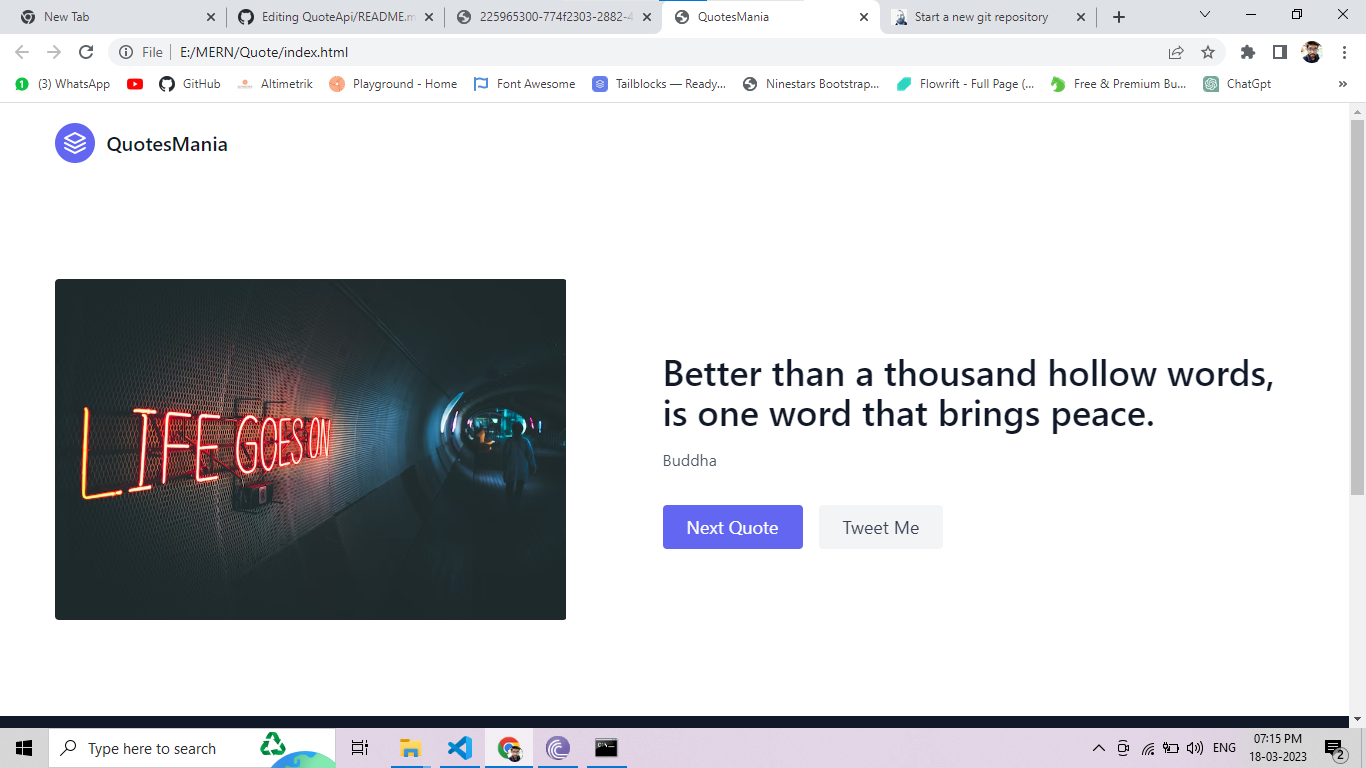 New Tab
Editing QuoteApi/README.m
225965300-774f2303-2882-4
QuotesMania
Start a new git repository
File
E:/MERN/Quote/index.html
(3) WhatsApp
GitHub
Altimetrik
Playground - Home
Font Awesome
Tailblocks — Ready...
Ninestars Bootstrap...
Flowrift - Full Page (...
Free & Premium Bu...
ChatGpt
»
QuotesMania
LIFE GOES ON
Better than a thousand hollow words,
is one word that brings peace.
Buddha
Next Quote
Tweet Me
Type here to search
ENG
07:15 PM
18-03-2023
2